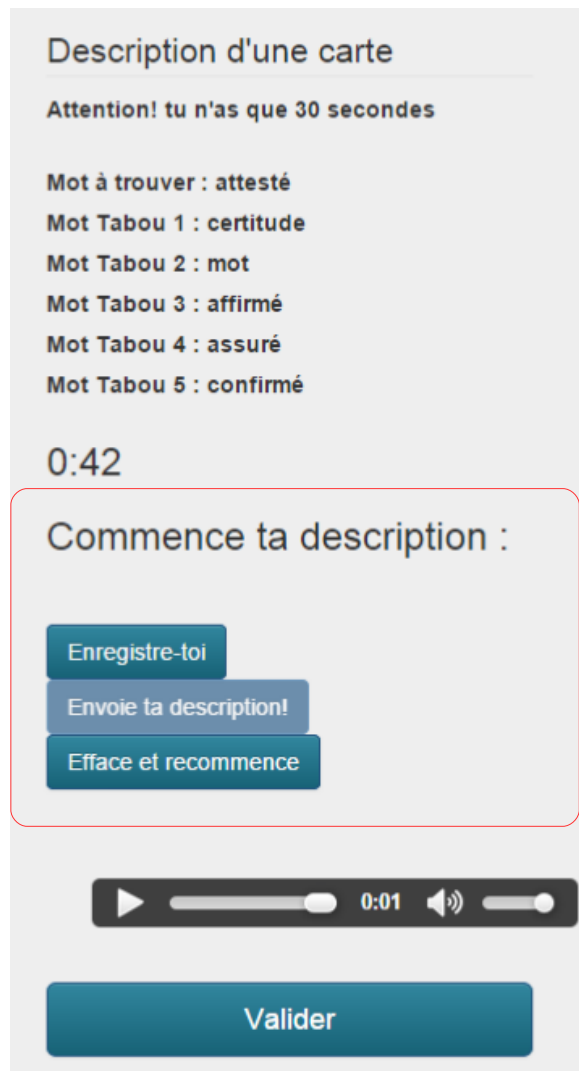 Description d'une carte
Attention! tu n'as que 30 secondes
Mot à trouver : attesté
Mot Tabou 1 : certitude
Mot Tabou 2 : mot
Mot Tabou 3 : affirmé
Mot Tabou 4 : assuré
Mot Tabou 5 : confirmé
0:42
Commence ta description :
Enregistre-toi
Envoie ta description!
Efface et recommence
0:01
Valider